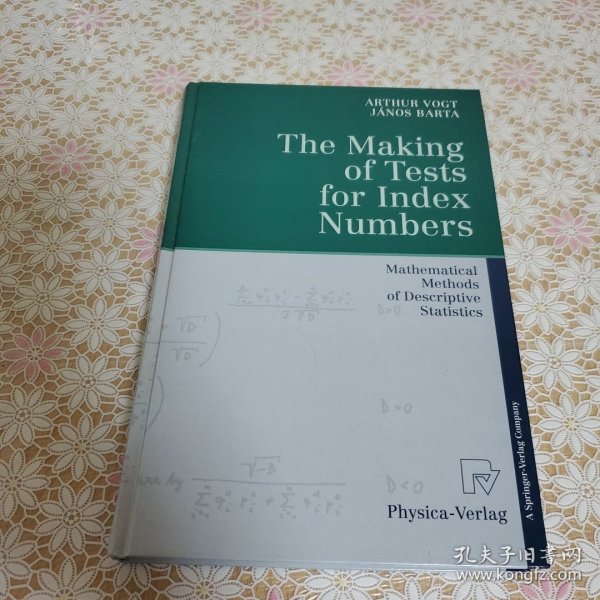 ARTHUR VOGT
JÁNOS BARTA
The Making
of Tests
for Index
Numbers
Mathematical
Methods
of Descriptive
Statistics
D>0
D=0
D<0
Physica-Verlag
A Springer-Verlag Company
孔夫子旧书网
www.kongfz.com